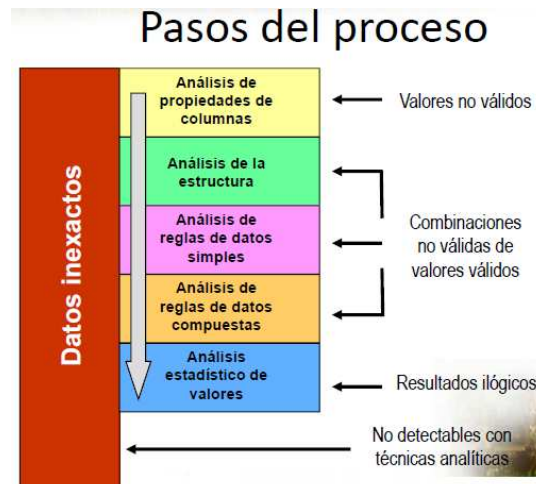 Pasos del proceso
Datos inexactos
Análisis de
propiedades de
columnas
Valores no válidos
Análisis de la
estructura
Análisis de
reglas de datos
simples
Combinaciones
no válidas de
valores válidos
Análisis de
reglas de datos
compuestas
Análisis
estadístico de
valores
Resultados ilógicos
No detectables con
técnicas analíticas